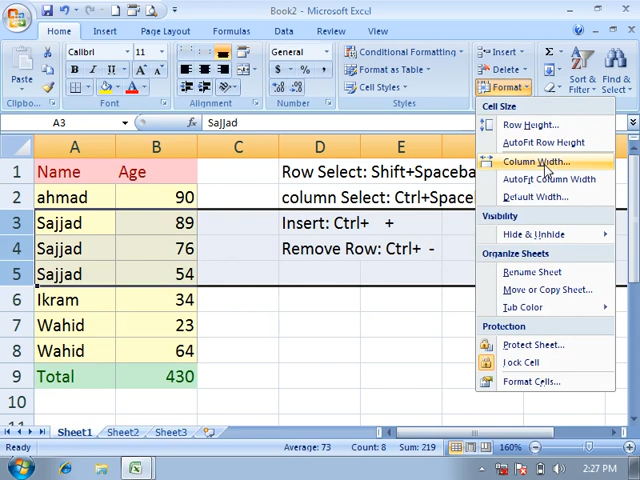 Book2 - Microsoft Excel
Home Insert Page Layout Formulas Data Review View
Paste
Calibri 11
B I U A A
General
$ % ,
Conditional Formatting
Format as Table
Cell Styles
Insert
Delete
Format
Σ
Sort & Filter
Find & Select
Clipboard Font Alignment Number Styles
Cell Size
Row Height...
AutoFit Row Height
Column Width...
AutoFit Column Width
Default Width...
Visibility
Hide & Unhide
Organize Sheets
Rename Sheet
Move or Copy Sheet...
Tab Color
Protection
Protect Sheet...
Lock Cell
Format Cells...
A3 fx Sajjad
A B C D E
1 Name Age Row Select: Shift+Spaceba
2 ahmad 90 column Select: Ctrl+Spaceb
3 Sajjad 89 Insert: Ctrl+ +
4 Sajjad 76 Remove Row: Ctrl+ -
5 Sajjad 54
6 Ikram 34
7 Wahid 23
8 Wahid 64
9 Total 430
10
Sheet1 Sheet2 Sheet3
Ready Average: 73 Count: 8 Sum: 219 160%
2:27 PM